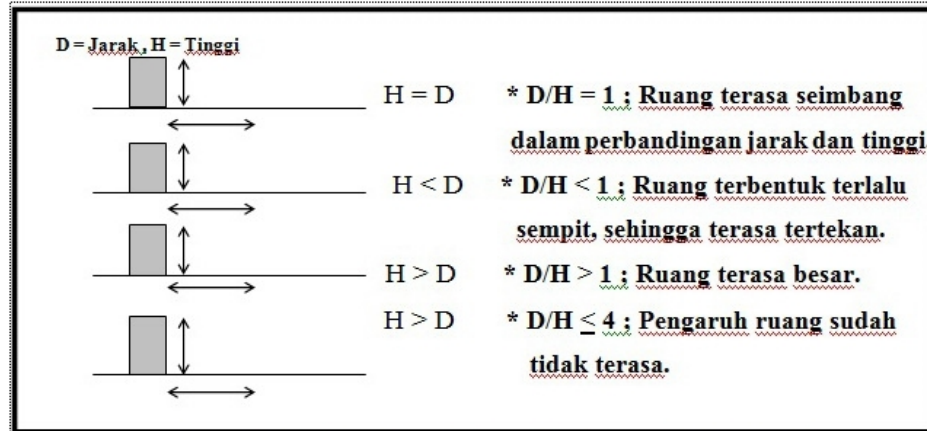 D = Jarak , H = Tinggi
H = D * D/H = 1 ; Ruang terasa seimbang
dalam perbandingan jarak dan tinggi.
H < D * D/H < 1 ; Ruang terbentuk terlalu
sempit, sehingga terasa tertekan.
H > D * D/H > 1 ; Ruang terasa besar.
H > D * D/H ≤ 4 ; Pengaruh ruang sudah
tidak terasa.